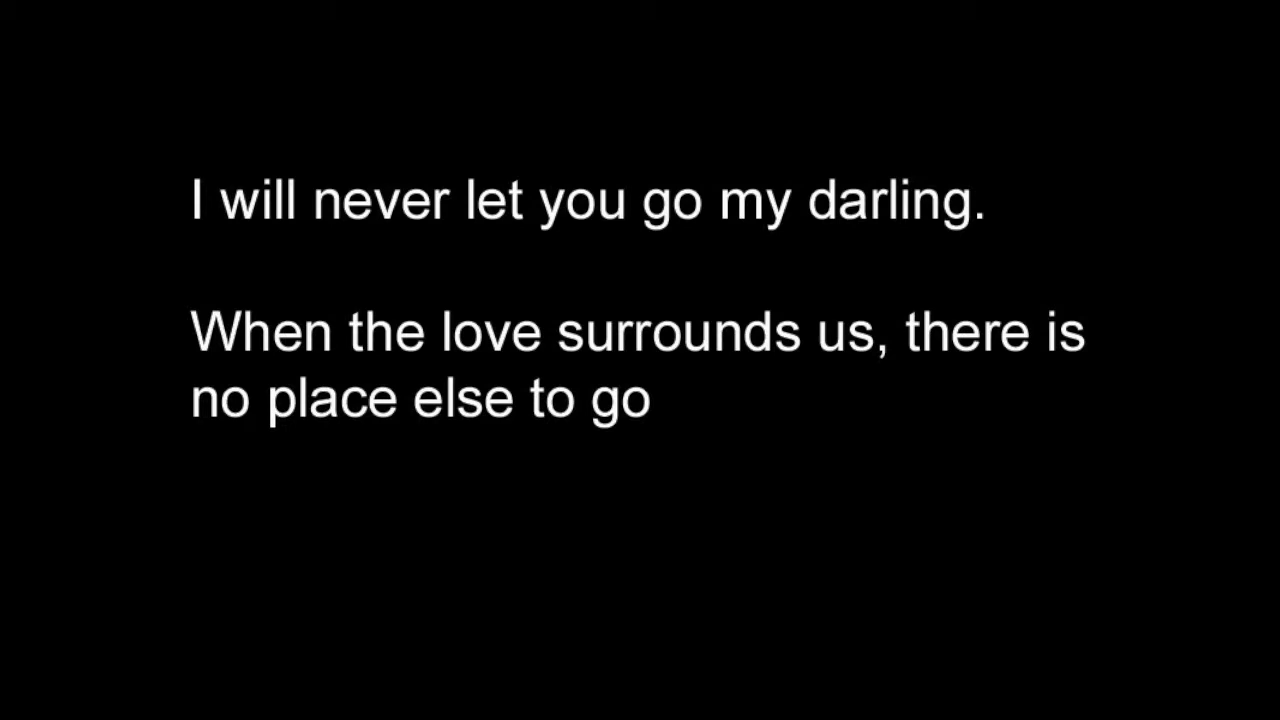 I will never let you go my darling.
When the love surrounds us, there is
no place else to go